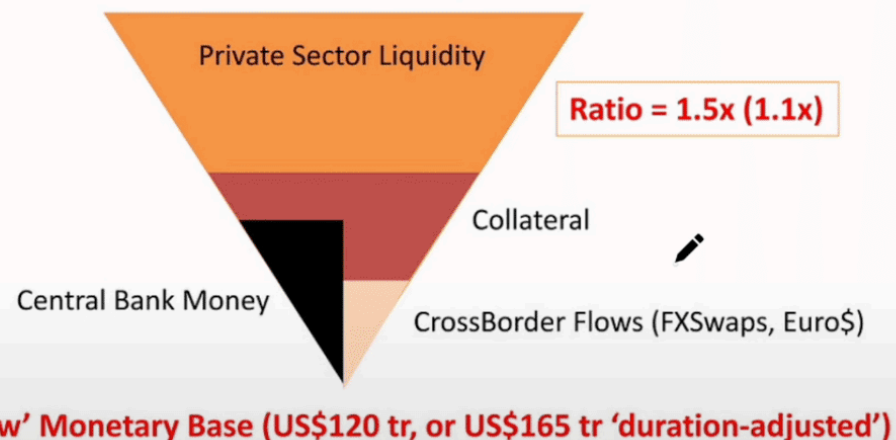 Private Sector Liquidity
Ratio = 1.5x (1.1x)
Collateral
Central Bank Money
CrossBorder Flows (FXSwaps, Euro$)
w’ Monetary Base (US$120 tr, or US$165 tr ‘duration-adjusted’)